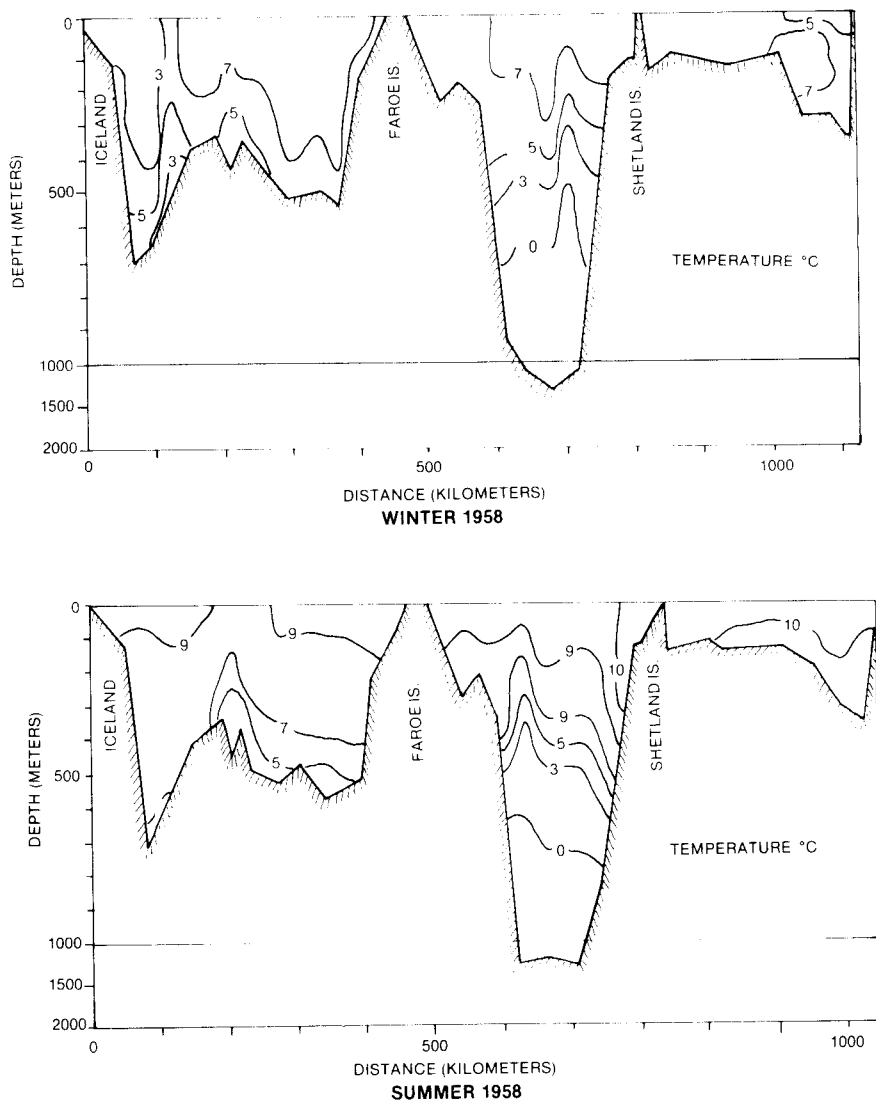 0
500
1000
1500
2000
DEPTH (METERS)
ICELAND
3
7
5
3
5
FAROE IS.
7
5
3
0
SHETLAND IS.
5
7
TEMPERATURE °C
0
500
1000
DISTANCE (KILOMETERS)
WINTER 1958
0
500
1000
1500
2000
DEPTH (METERS)
ICELAND
9
9
7
5
FAROE IS.
9
10
9
5
3
0
SHETLAND IS.
10
TEMPERATURE °C
0
500
1000
DISTANCE (KILOMETERS)
SUMMER 1958